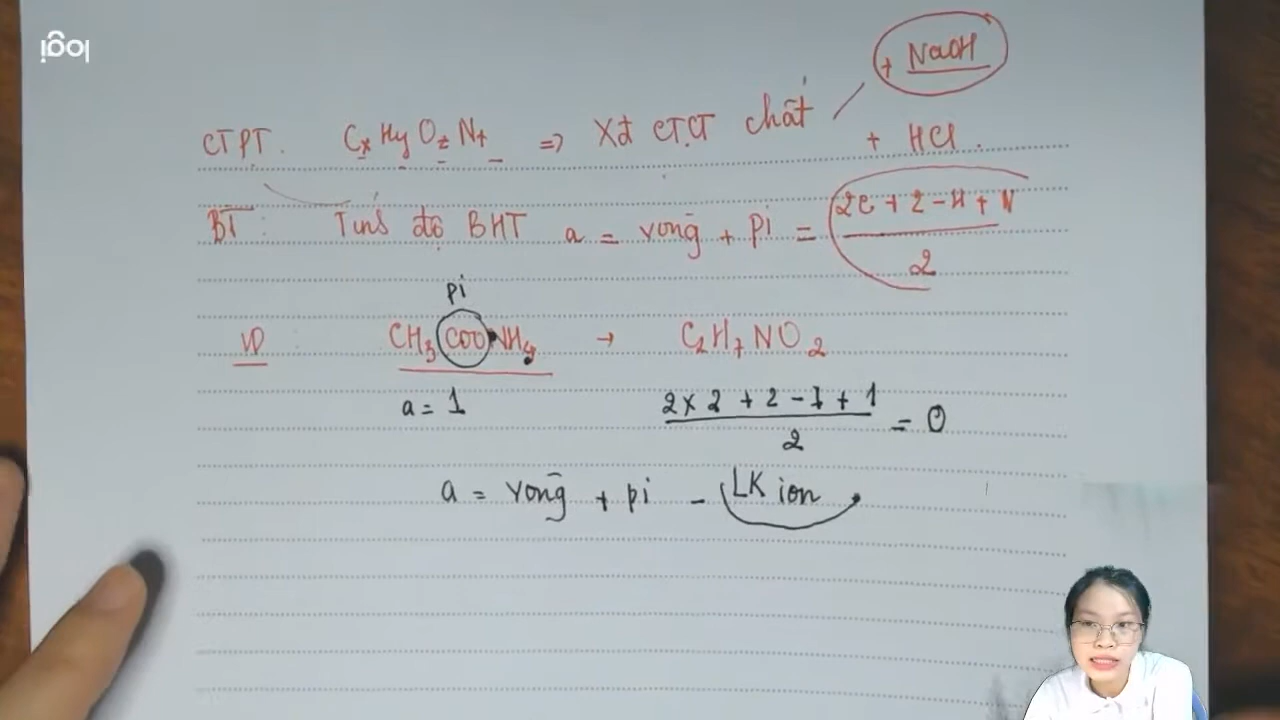 logi
+ NaOH
CTPT. CxHyOzNt => Xđ CTCT chất
+ HCl.
BT: Tính độ BHT a = vòng + pi = (2C + 2 - H + N)/2
pi
VD: CH3COONH4 → C2H7NO2
a = 1
(2 x 2 + 2 - 7 + 1)/2 = 0
a = vòng + pi - LK ion